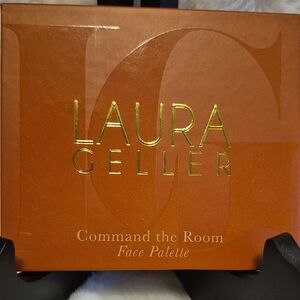 LAURA
GELLER
Command the Room
Face Palette